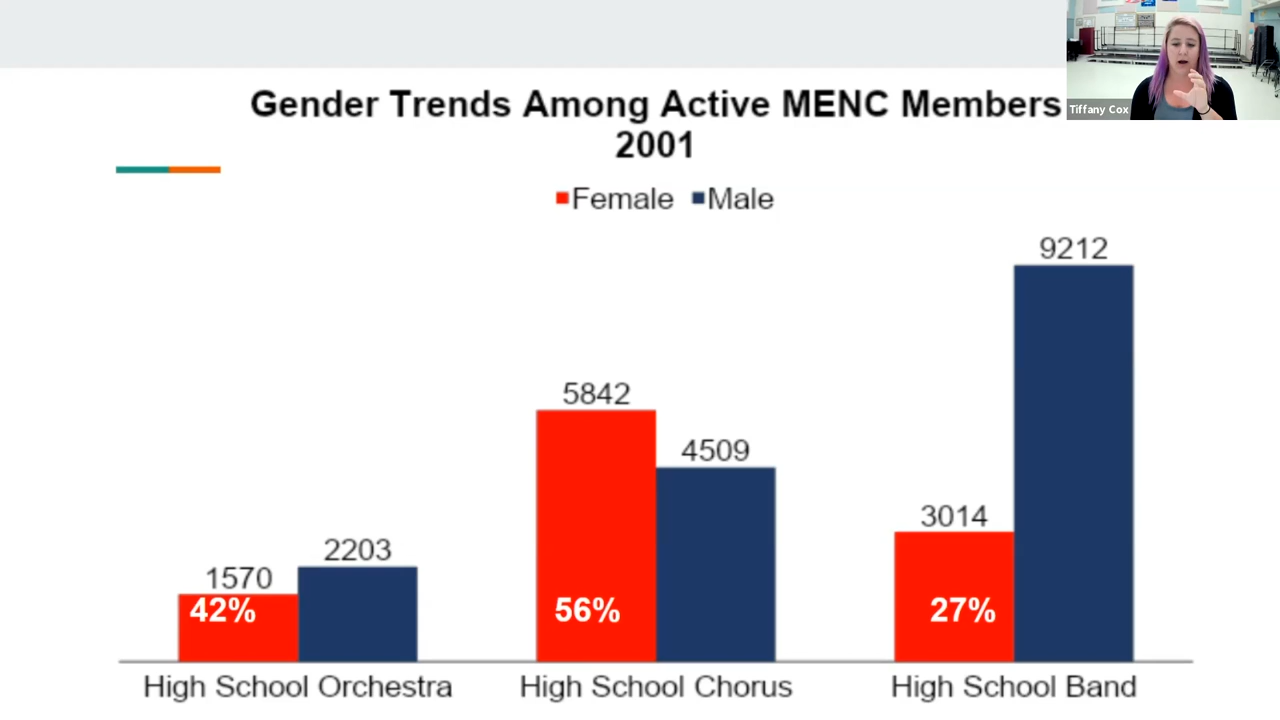 Gender Trends Among Active MENC Members
2001
Tiffany Cox
Female Male
9212
5842
4509
3014
2203
1570
42%
56%
27%
High School Orchestra
High School Chorus
High School Band